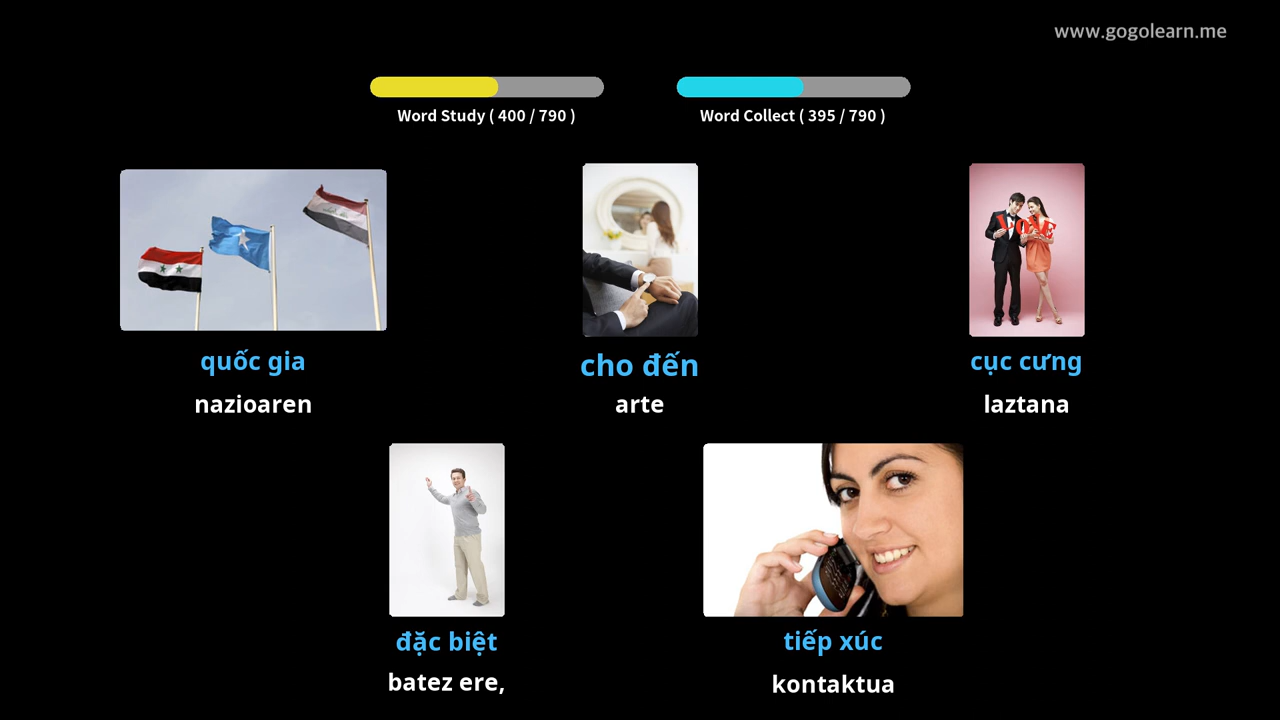 www.gogolearn.me
Word Study ( 400 / 790 )
Word Collect ( 395 / 790 )
LOVE
quốc gia
nazioaren
cho đến
arte
cục cưng
laztana
đặc biệt
batez ere,
tiếp xúc
kontaktua